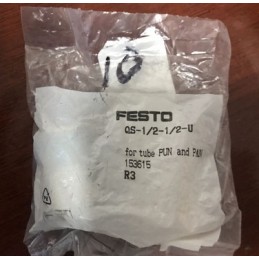 10
FESTO
QS-1/2-1/2-U
for tube PUN and PAN
153615
R3